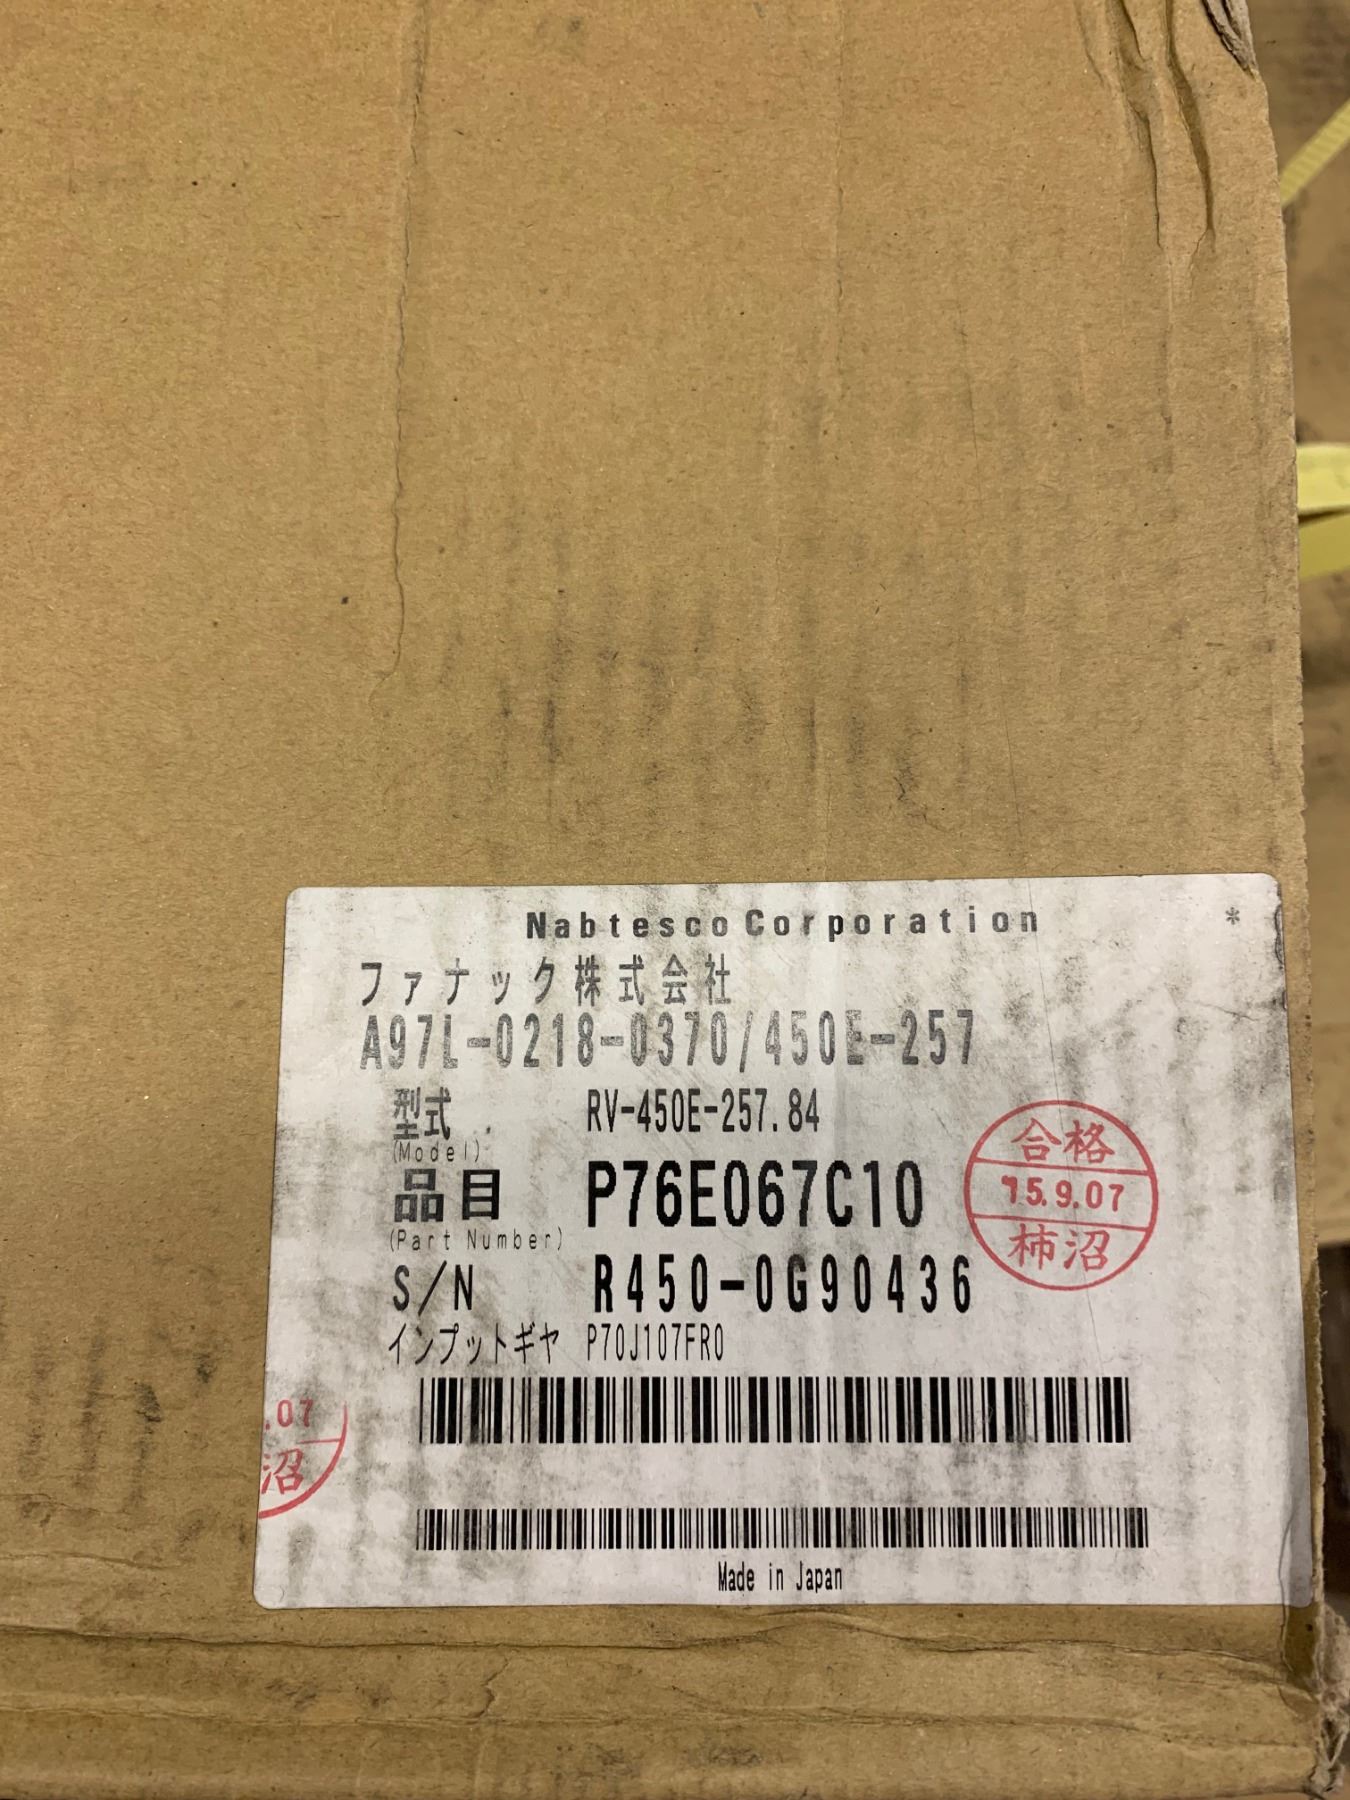 Nabtesco Corporation *
ファナック株式会社
A97L-0218-0370/450E-257
型式 RV-450E-257.84
(Model)
品目 P76E067C10
(Part Number)
S/N R450-0G90436
インプットギヤ P70J107FR0
合格
'15.9.07
柿沼
.07
沼
Made in Japan